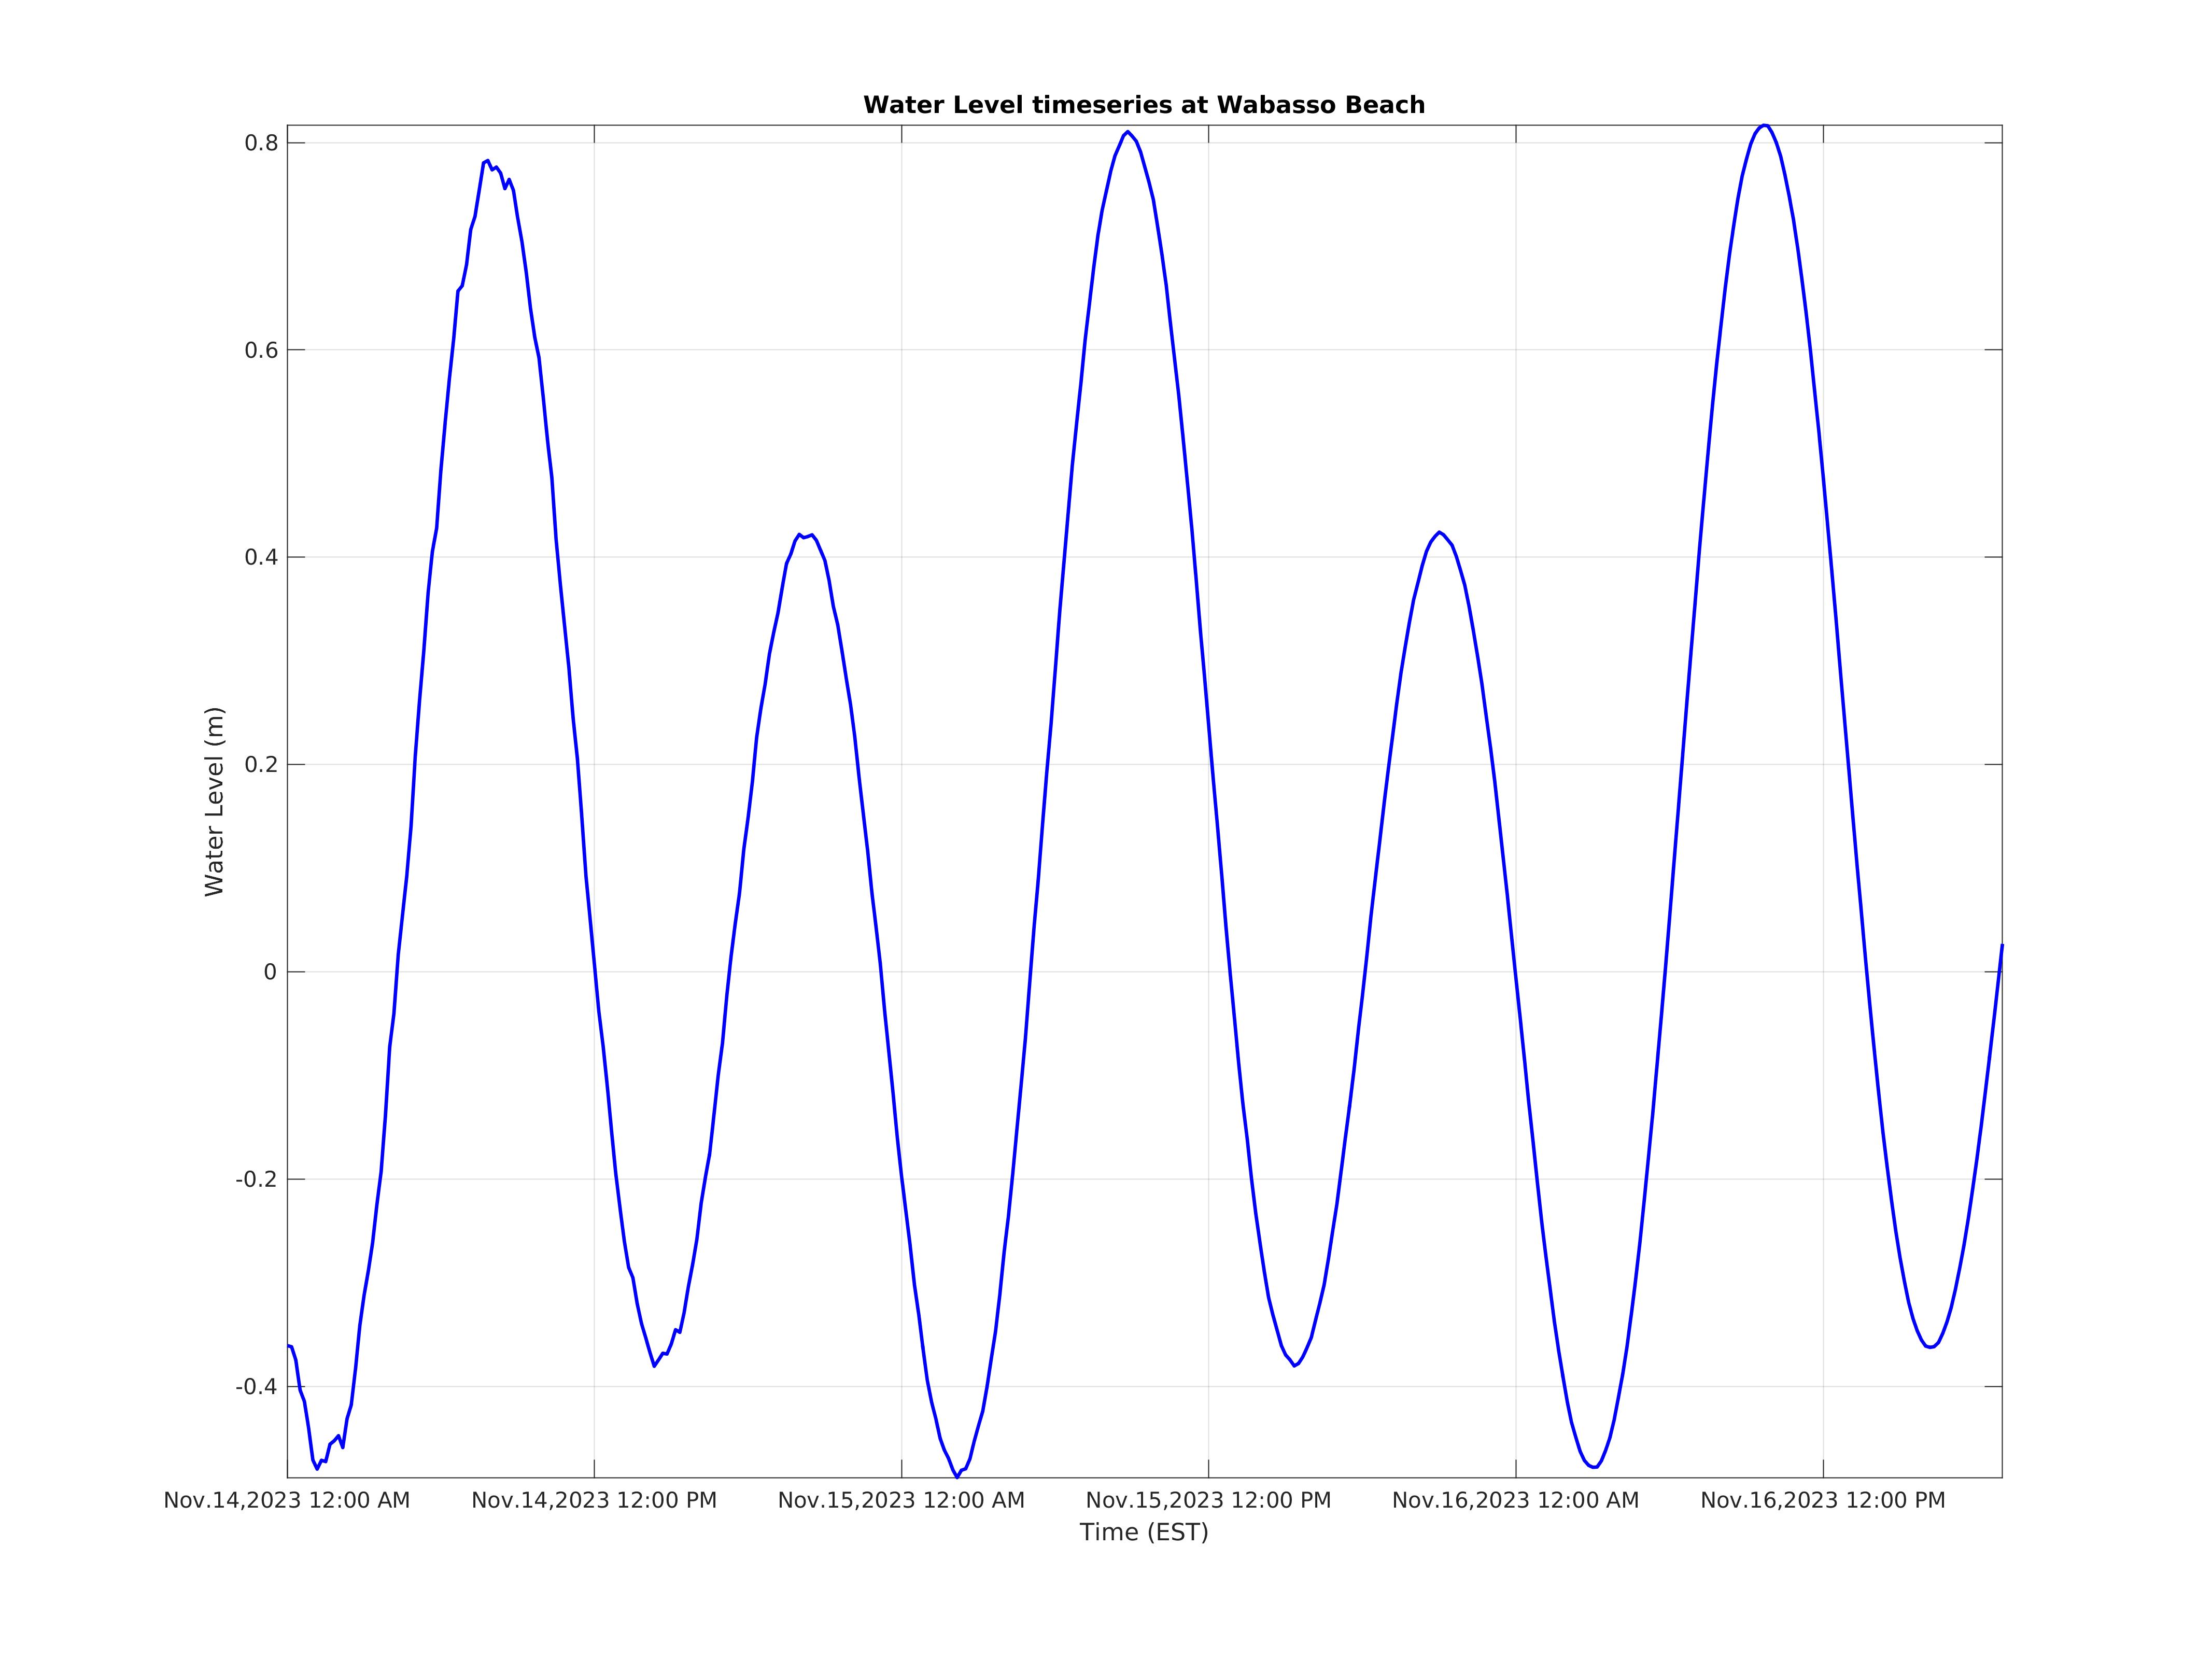 Water Level timeseries at Wabasso Beach
0.8
0.6
0.4
0.2
0
-0.2
-0.4
Water Level (m)
Nov.14,2023 12:00 AM
Nov.14,2023 12:00 PM
Nov.15,2023 12:00 AM
Nov.15,2023 12:00 PM
Nov.16,2023 12:00 AM
Nov.16,2023 12:00 PM
Time (EST)